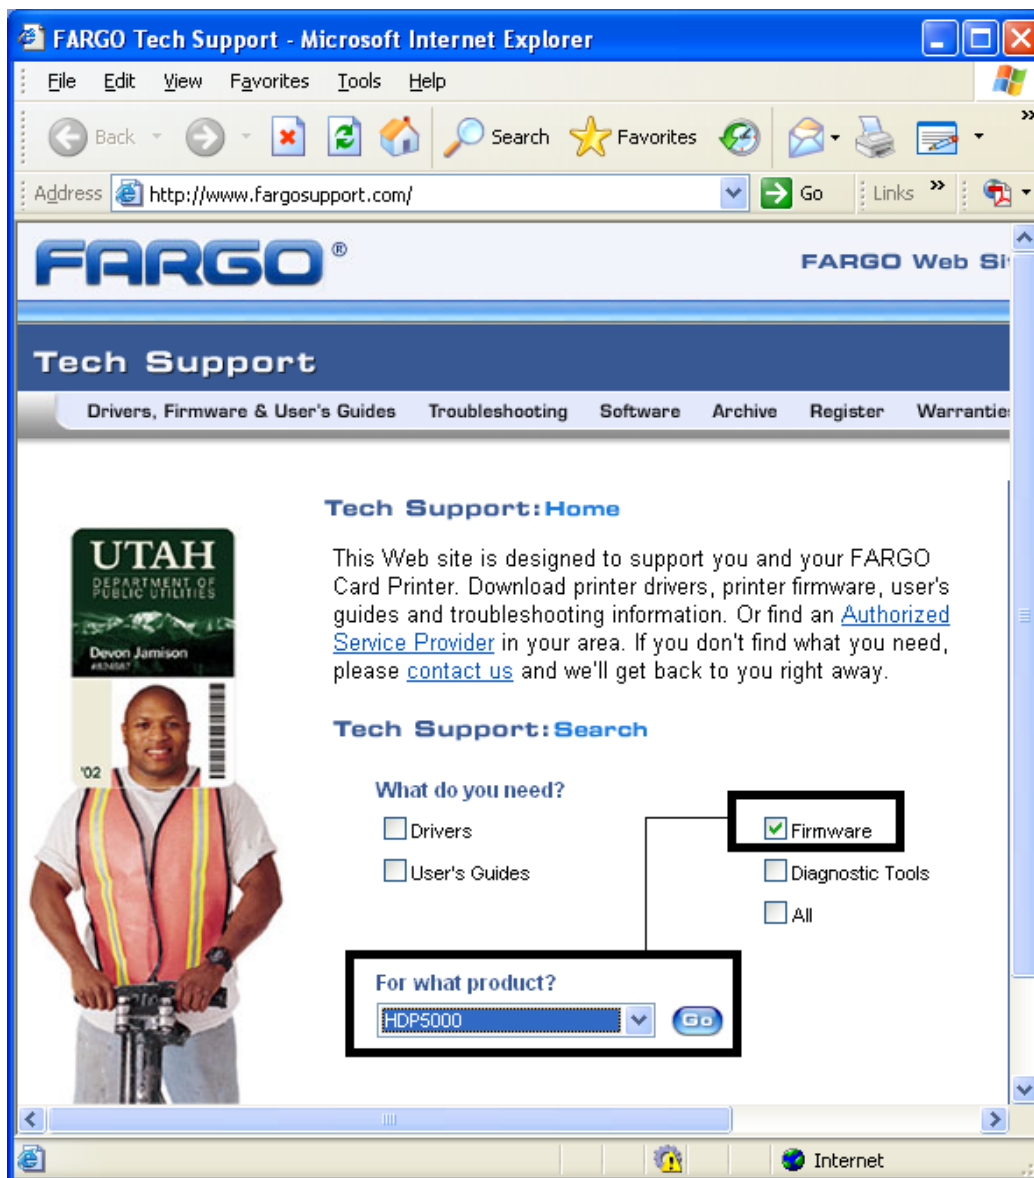 FARGO Tech Support - Microsoft Internet Explorer
File Edit View Favorites Tools Help
Back Search Favorites »
Address http://www.fargosupport.com/ Go Links »
FARGO® FARGO Web Si
Tech Support
Drivers, Firmware & User's Guides Troubleshooting Software Archive Register Warrantie
Tech Support:Home
This Web site is designed to support you and your FARGO
Card Printer. Download printer drivers, printer firmware, user's
guides and troubleshooting information. Or find an Authorized
Service Provider in your area. If you don't find what you need,
please contact us and we'll get back to you right away.
UTAH
DEPARTMENT OF
PUBLIC UTILITIES
Devon Jamison
'02
Tech Support:Search
What do you need?
Drivers Firmware
User's Guides Diagnostic Tools
All
For what product?
HDP5000 Go
Internet